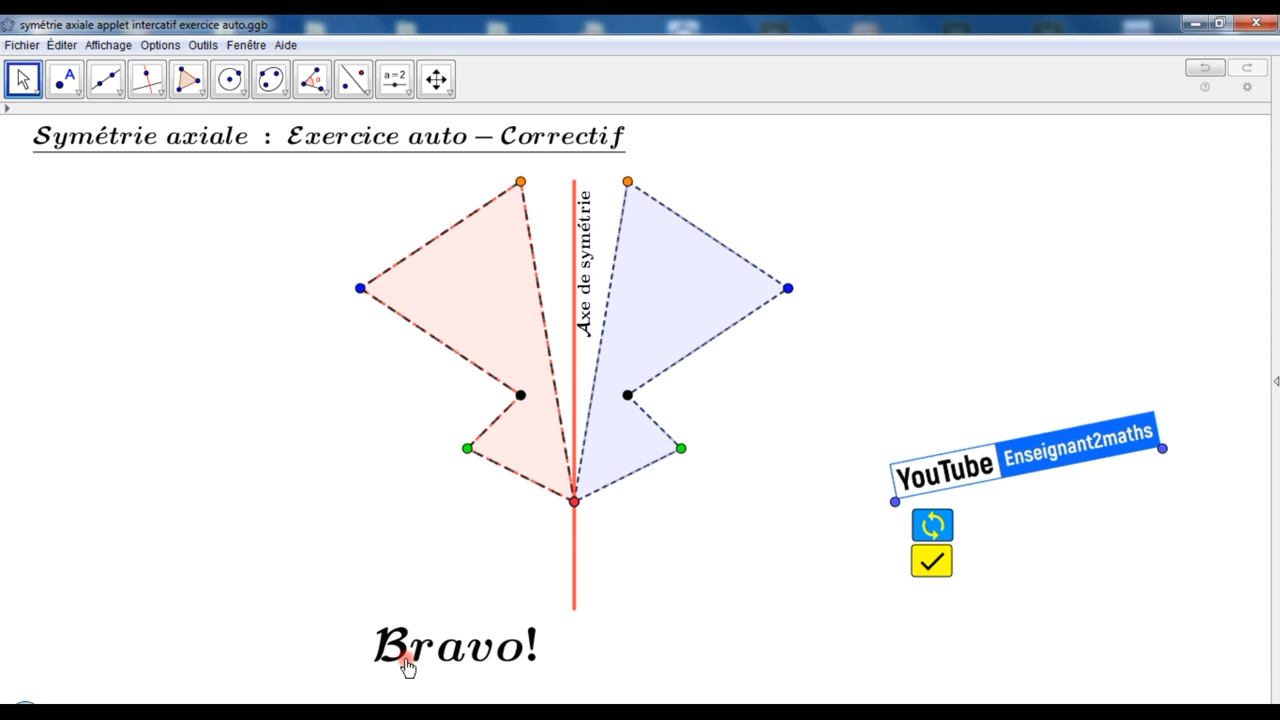 symétrie axiale applet intercatif exercice auto.ggb
Fichier Éditer Affichage Options Outils Fenêtre Aide
A
α
a=2
Symétrie axiale : Exercice auto – Correctif
Axe de symétrie
YouTube Enseignant2maths
Bravo!